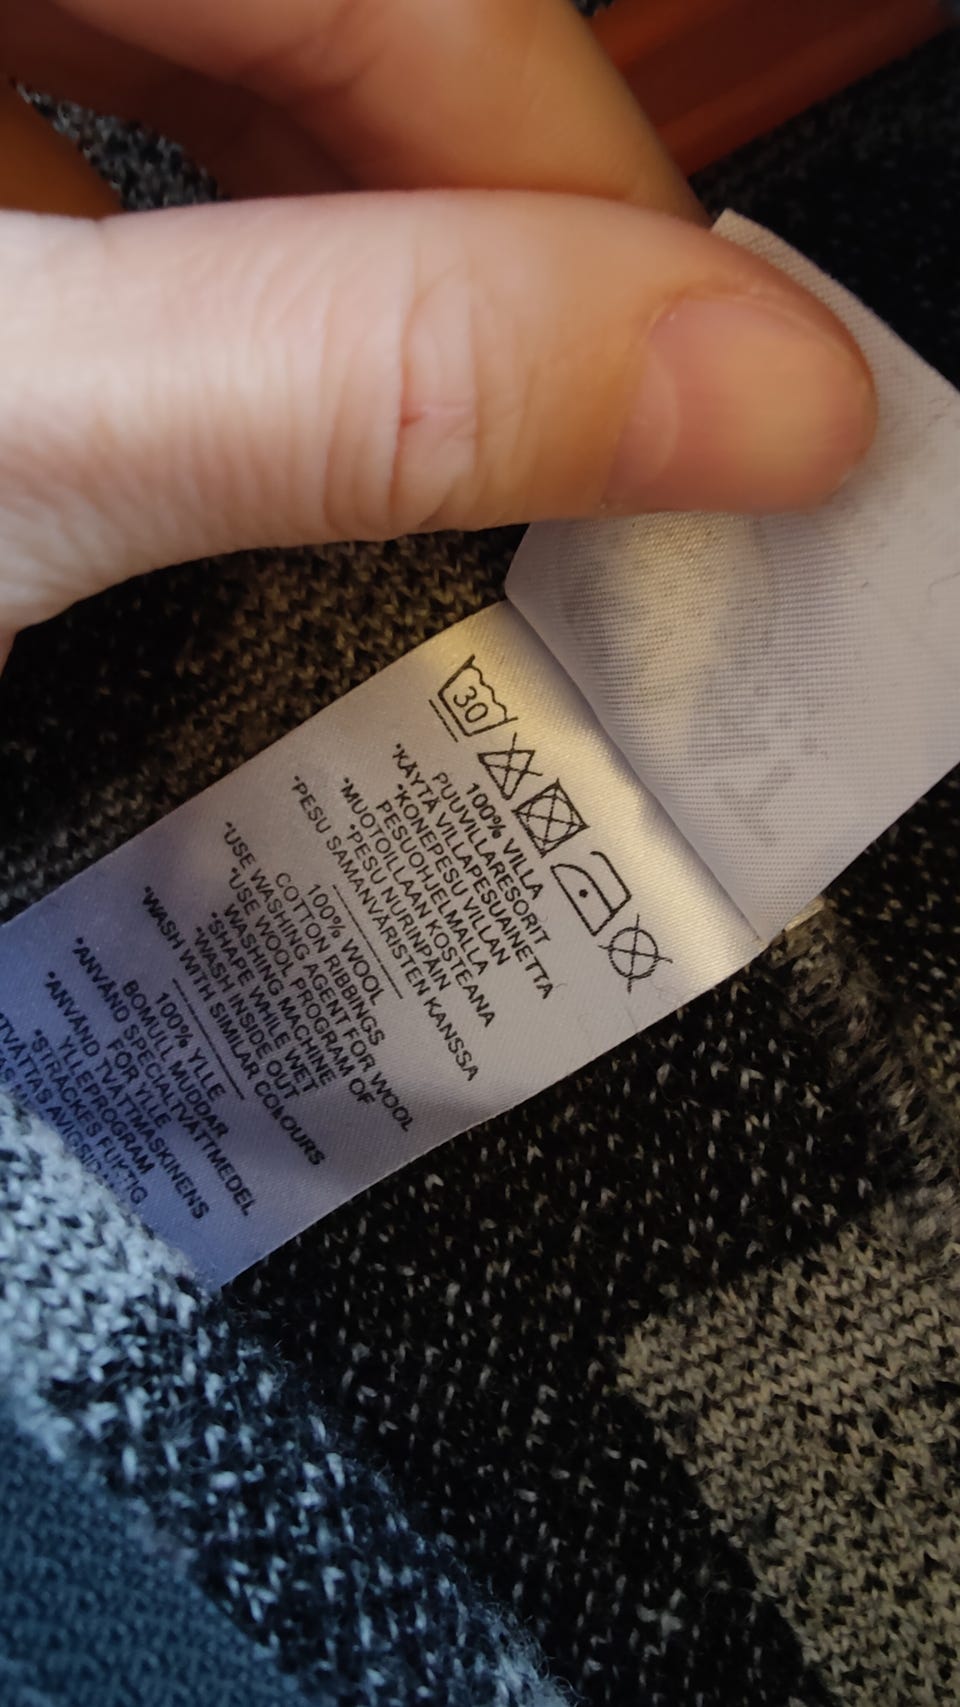 30
100% VILLA
PUUVILLARESORIT
*KÄYTÄ VILLAPESUAINETTA
*KONEPESU VILLAN
PESUOHJELMALLA
*MUOTOILLAAN KOSTEANA
*PESU NURINPÄIN
*PESU SAMANVÄRISTEN KANSSA
100% WOOL
COTTON RIBBINGS
*USE WASHING AGENT FOR WOOL
*USE WOOL PROGRAM OF
WASHING MACHINE
*SHAPE WHILE WET
*WASH INSIDE OUT
*WASH WITH SIMILAR COLOURS
100% YLLE
BOMULL MUDDAR
*ANVÄND SPECIALTVÄTTMEDEL
FÖR YLLE
*ANVÄND TVÄTTMASKINENS
YLLEPROGRAM
*STRÄCKES FUKTIG